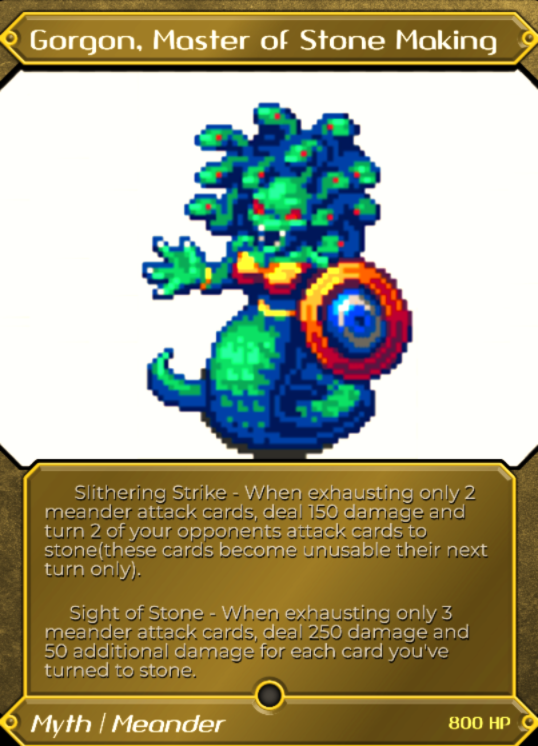 Gorgon, Master of Stone Making
Slithering Strike - When exhausting only 2
meander attack cards, deal 150 damage and
turn 2 of your opponents attack cards to
stone(these cards become unusable their next
turn only).
Sight of Stone - When exhausting only 3
meander attack cards, deal 250 damage and
50 additional damage for each card you've
turned to stone.
Myth / Meander
800 HP